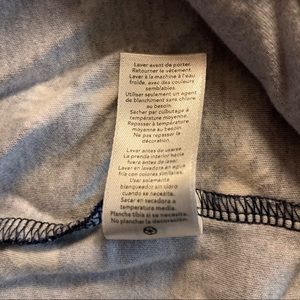 Laver avant de porter.
Retourner le vêtement.
Laver à la machine à l'eau
froide, avec des couleurs
semblables.
Utiliser seulement un agent
de blanchiment sans chlore
au besoin.
Sécher par culbutage à
température moyenne.
Repasser à température
moyenne au besoin.
Ne pas repasser la
décoration.
Lavar antes de usarse.
La prenda interior hacia
fuera Lavar en lavadora en agua
fría con colores similares.
Usar solamente
blanqueador sin cloro
cuando se necesite.
Secar en secadora a
temperatura media.
Plancha tibia si se necesita.
No planchar la decoración.